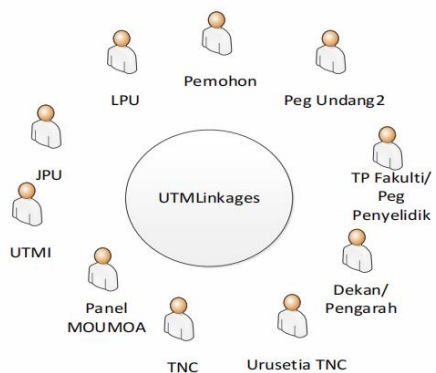 Pemohon
LPU
Peg Undang2
JPU
TP Fakulti/
Peg
Penyelidik
UTMLinkages
UTMI
Dekan/
Pengarah
Panel
MOUMOA
TNC
Urusetia TNC